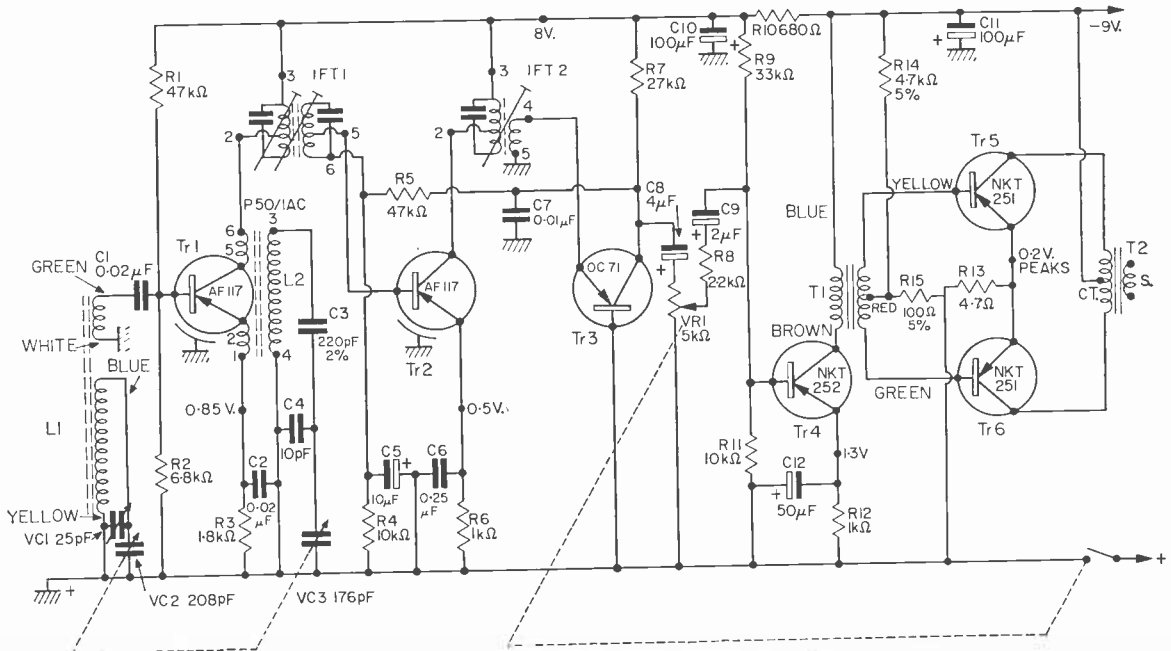 R1
47kΩ
3
IFT 1
2
5
6
P50/1AC
3
6
5
Tr1
AF117
L2
2
1
4
C1
0·02µF
GREEN
WHITE
BLUE
L1
YELLOW
VC1 25pF
VC2 208pF
R2
6·8kΩ
0·85V.
C2
0·02
µF
R3
1·8kΩ
C4
10pF
C3
220pF
2%
VC3 176pF
8V.
3
IFT 2
4
2
5
R5
47kΩ
C7
0·01µF
AF117
Tr2
0·5V.
C5
+
10µF
C6
0·25
µF
R4
10kΩ
R6
1kΩ
R7
27kΩ
C8
4µF
+
OC71
Tr3
C9
2µF
+
R8
22kΩ
VR1
5kΩ
C10
100µF
+
R10 680Ω
R9
33kΩ
R11
10kΩ
C12
+
50µF
R12
1kΩ
1·3V
NKT
252
Tr4
BLUE
T1
BROWN
RED
YELLOW
GREEN
R14
4·7kΩ
5%
C11
+
100µF
-9V.
Tr5
NKT
251
0·2V.
PEAKS
R15
100Ω
5%
R13
4·7Ω
NKT
251
Tr6
CT.
T2
S.
+
+